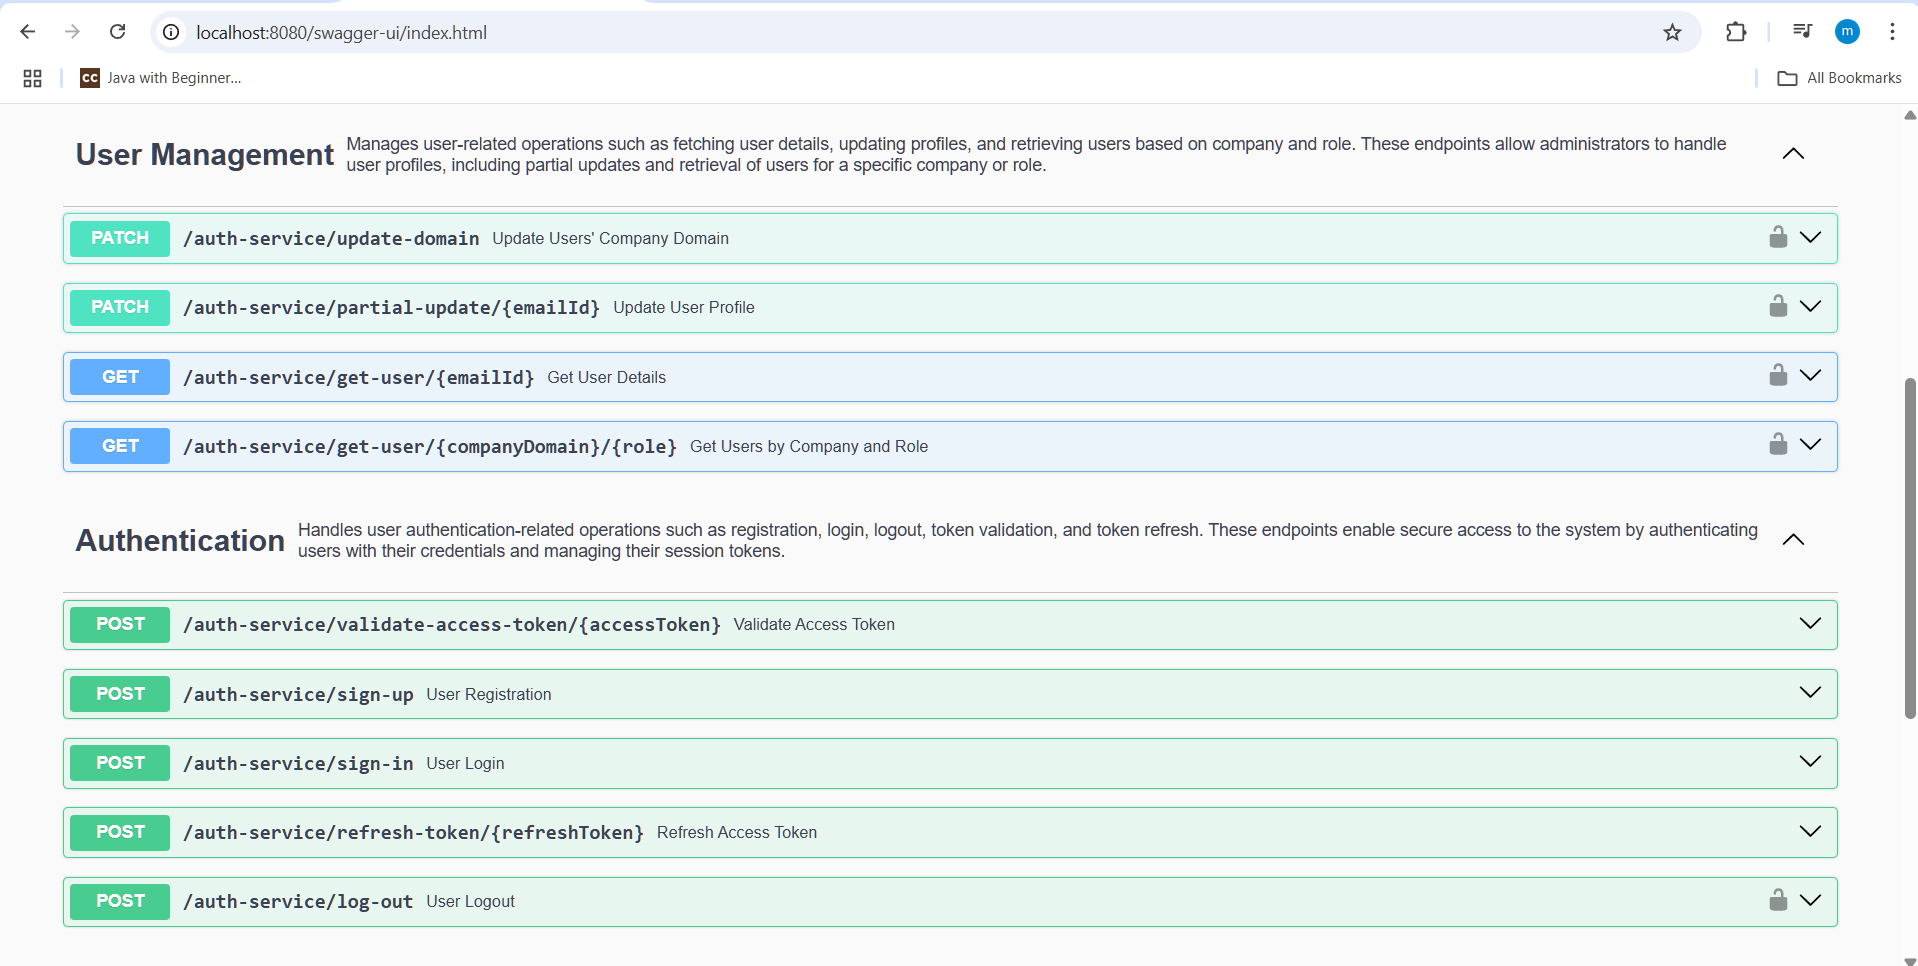 localhost:8080/swagger-ui/index.html
m
CC Java with Beginner...
All Bookmarks
User Management
Manages user-related operations such as fetching user details, updating profiles, and retrieving users based on company and role. These endpoints allow administrators to handle
user profiles, including partial updates and retrieval of users for a specific company or role.
PATCH /auth-service/update-domain Update Users' Company Domain
PATCH /auth-service/partial-update/{emailId} Update User Profile
GET /auth-service/get-user/{emailId} Get User Details
GET /auth-service/get-user/{companyDomain}/{role} Get Users by Company and Role
Authentication
Handles user authentication-related operations such as registration, login, logout, token validation, and token refresh. These endpoints enable secure access to the system by authenticating
users with their credentials and managing their session tokens.
POST /auth-service/validate-access-token/{accessToken} Validate Access Token
POST /auth-service/sign-up User Registration
POST /auth-service/sign-in User Login
POST /auth-service/refresh-token/{refreshToken} Refresh Access Token
POST /auth-service/log-out User Logout